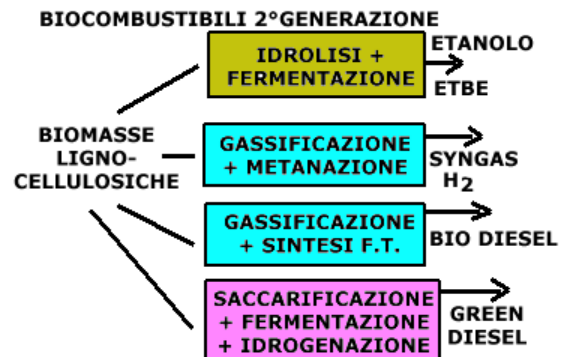 BIOCOMBUSTIBILI 2°GENERAZIONE
IDROLISI +
FERMENTAZIONE
ETANOLO
ETBE
BIOMASSE
LIGNO-
CELLULOSICHE
GASSIFICAZIONE
+ METANAZIONE
SYNGAS
H2
GASSIFICAZIONE
+ SINTESI F.T.
BIO DIESEL
SACCARIFICAZIONE
+ FERMENTAZIONE
+ IDROGENAZIONE
GREEN
DIESEL